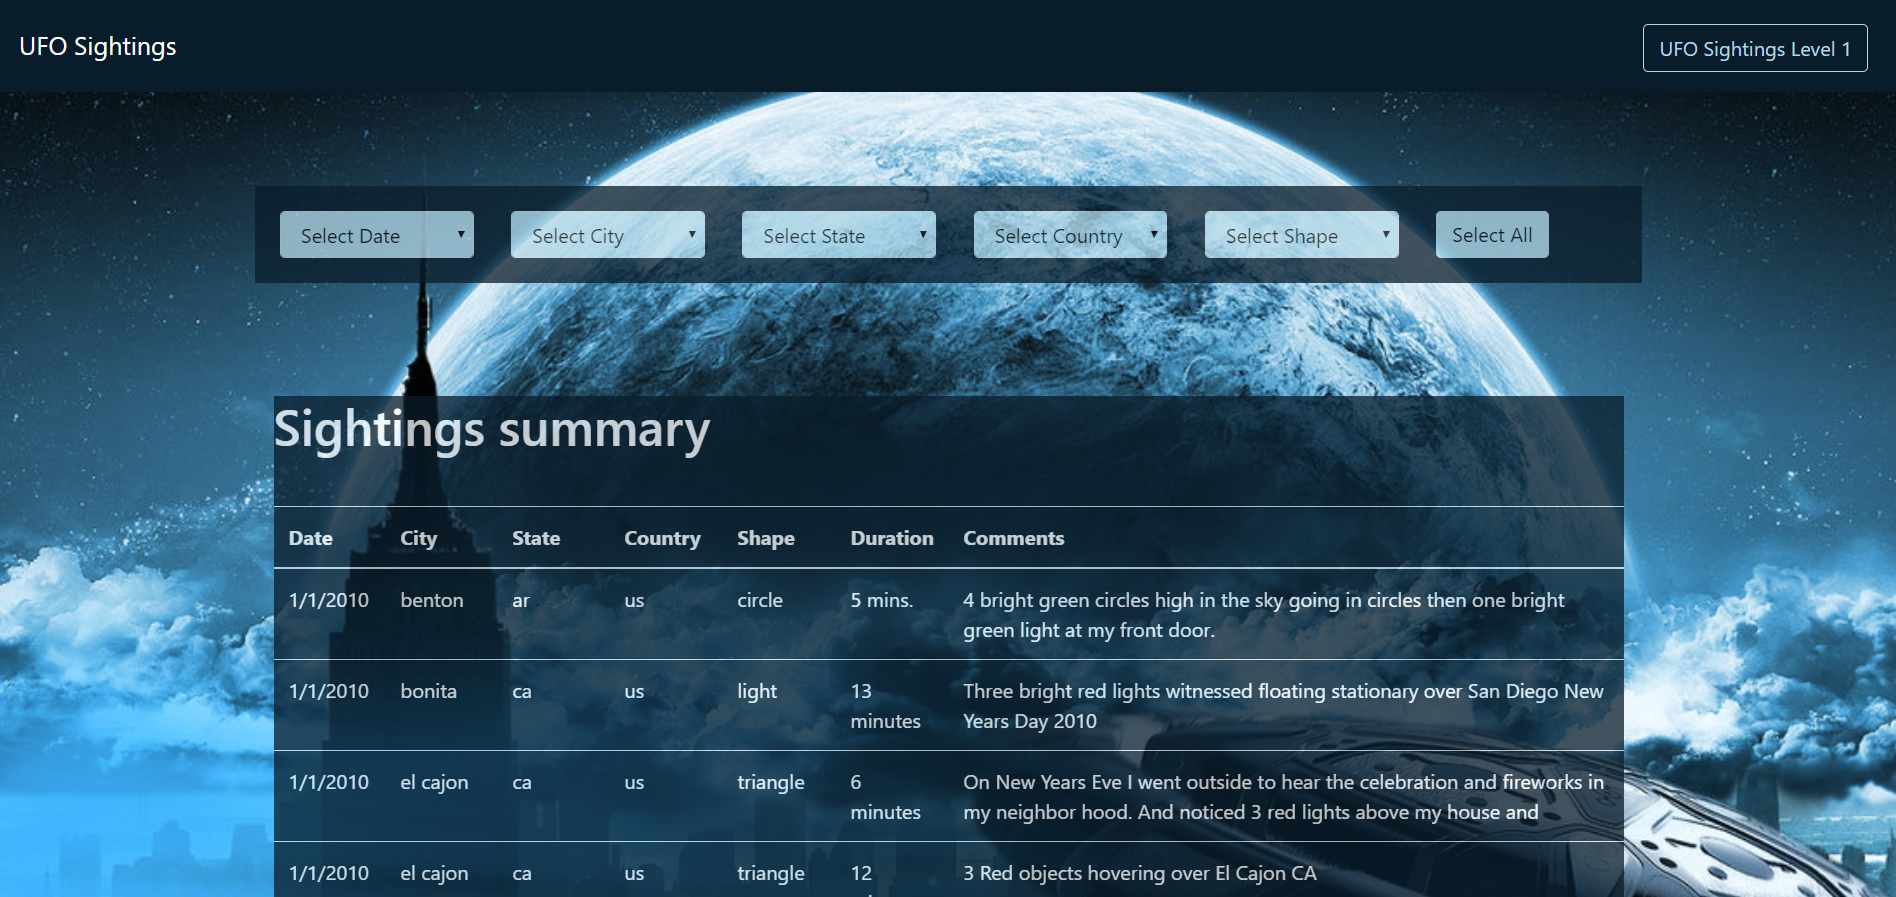 UFO Sightings
UFO Sightings Level 1
Select Date
Select City
Select State
Select Country
Select Shape
Select All
Sightings summary
Date City State Country Shape Duration Comments
1/1/2010 benton ar us circle 5 mins. 4 bright green circles high in the sky going in circles then one bright
green light at my front door.
1/1/2010 bonita ca us light 13 Three bright red lights witnessed floating stationary over San Diego New
minutes Years Day 2010
1/1/2010 el cajon ca us triangle 6 On New Years Eve I went outside to hear the celebration and fireworks in
minutes my neighbor hood. And noticed 3 red lights above my house and
1/1/2010 el cajon ca us triangle 12 3 Red objects hovering over El Cajon CA